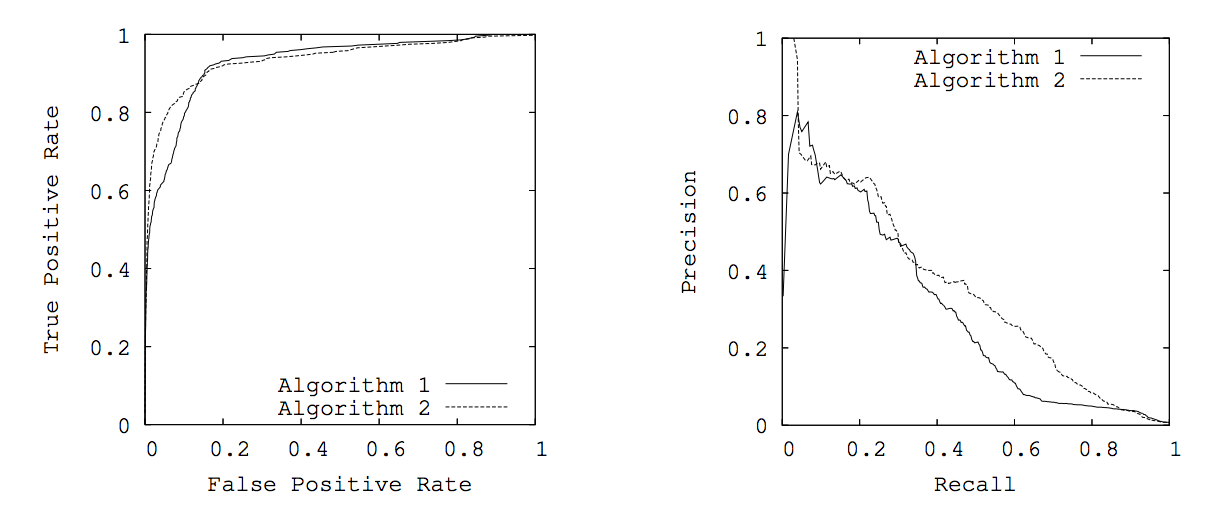 1
0.8
0.6
0.4
0.2
0
True Positive Rate
Algorithm 1
Algorithm 2
0 0.2 0.4 0.6 0.8 1
False Positive Rate
1
0.8
0.6
0.4
0.2
0
Precision
Algorithm 1
Algorithm 2
0 0.2 0.4 0.6 0.8 1
Recall